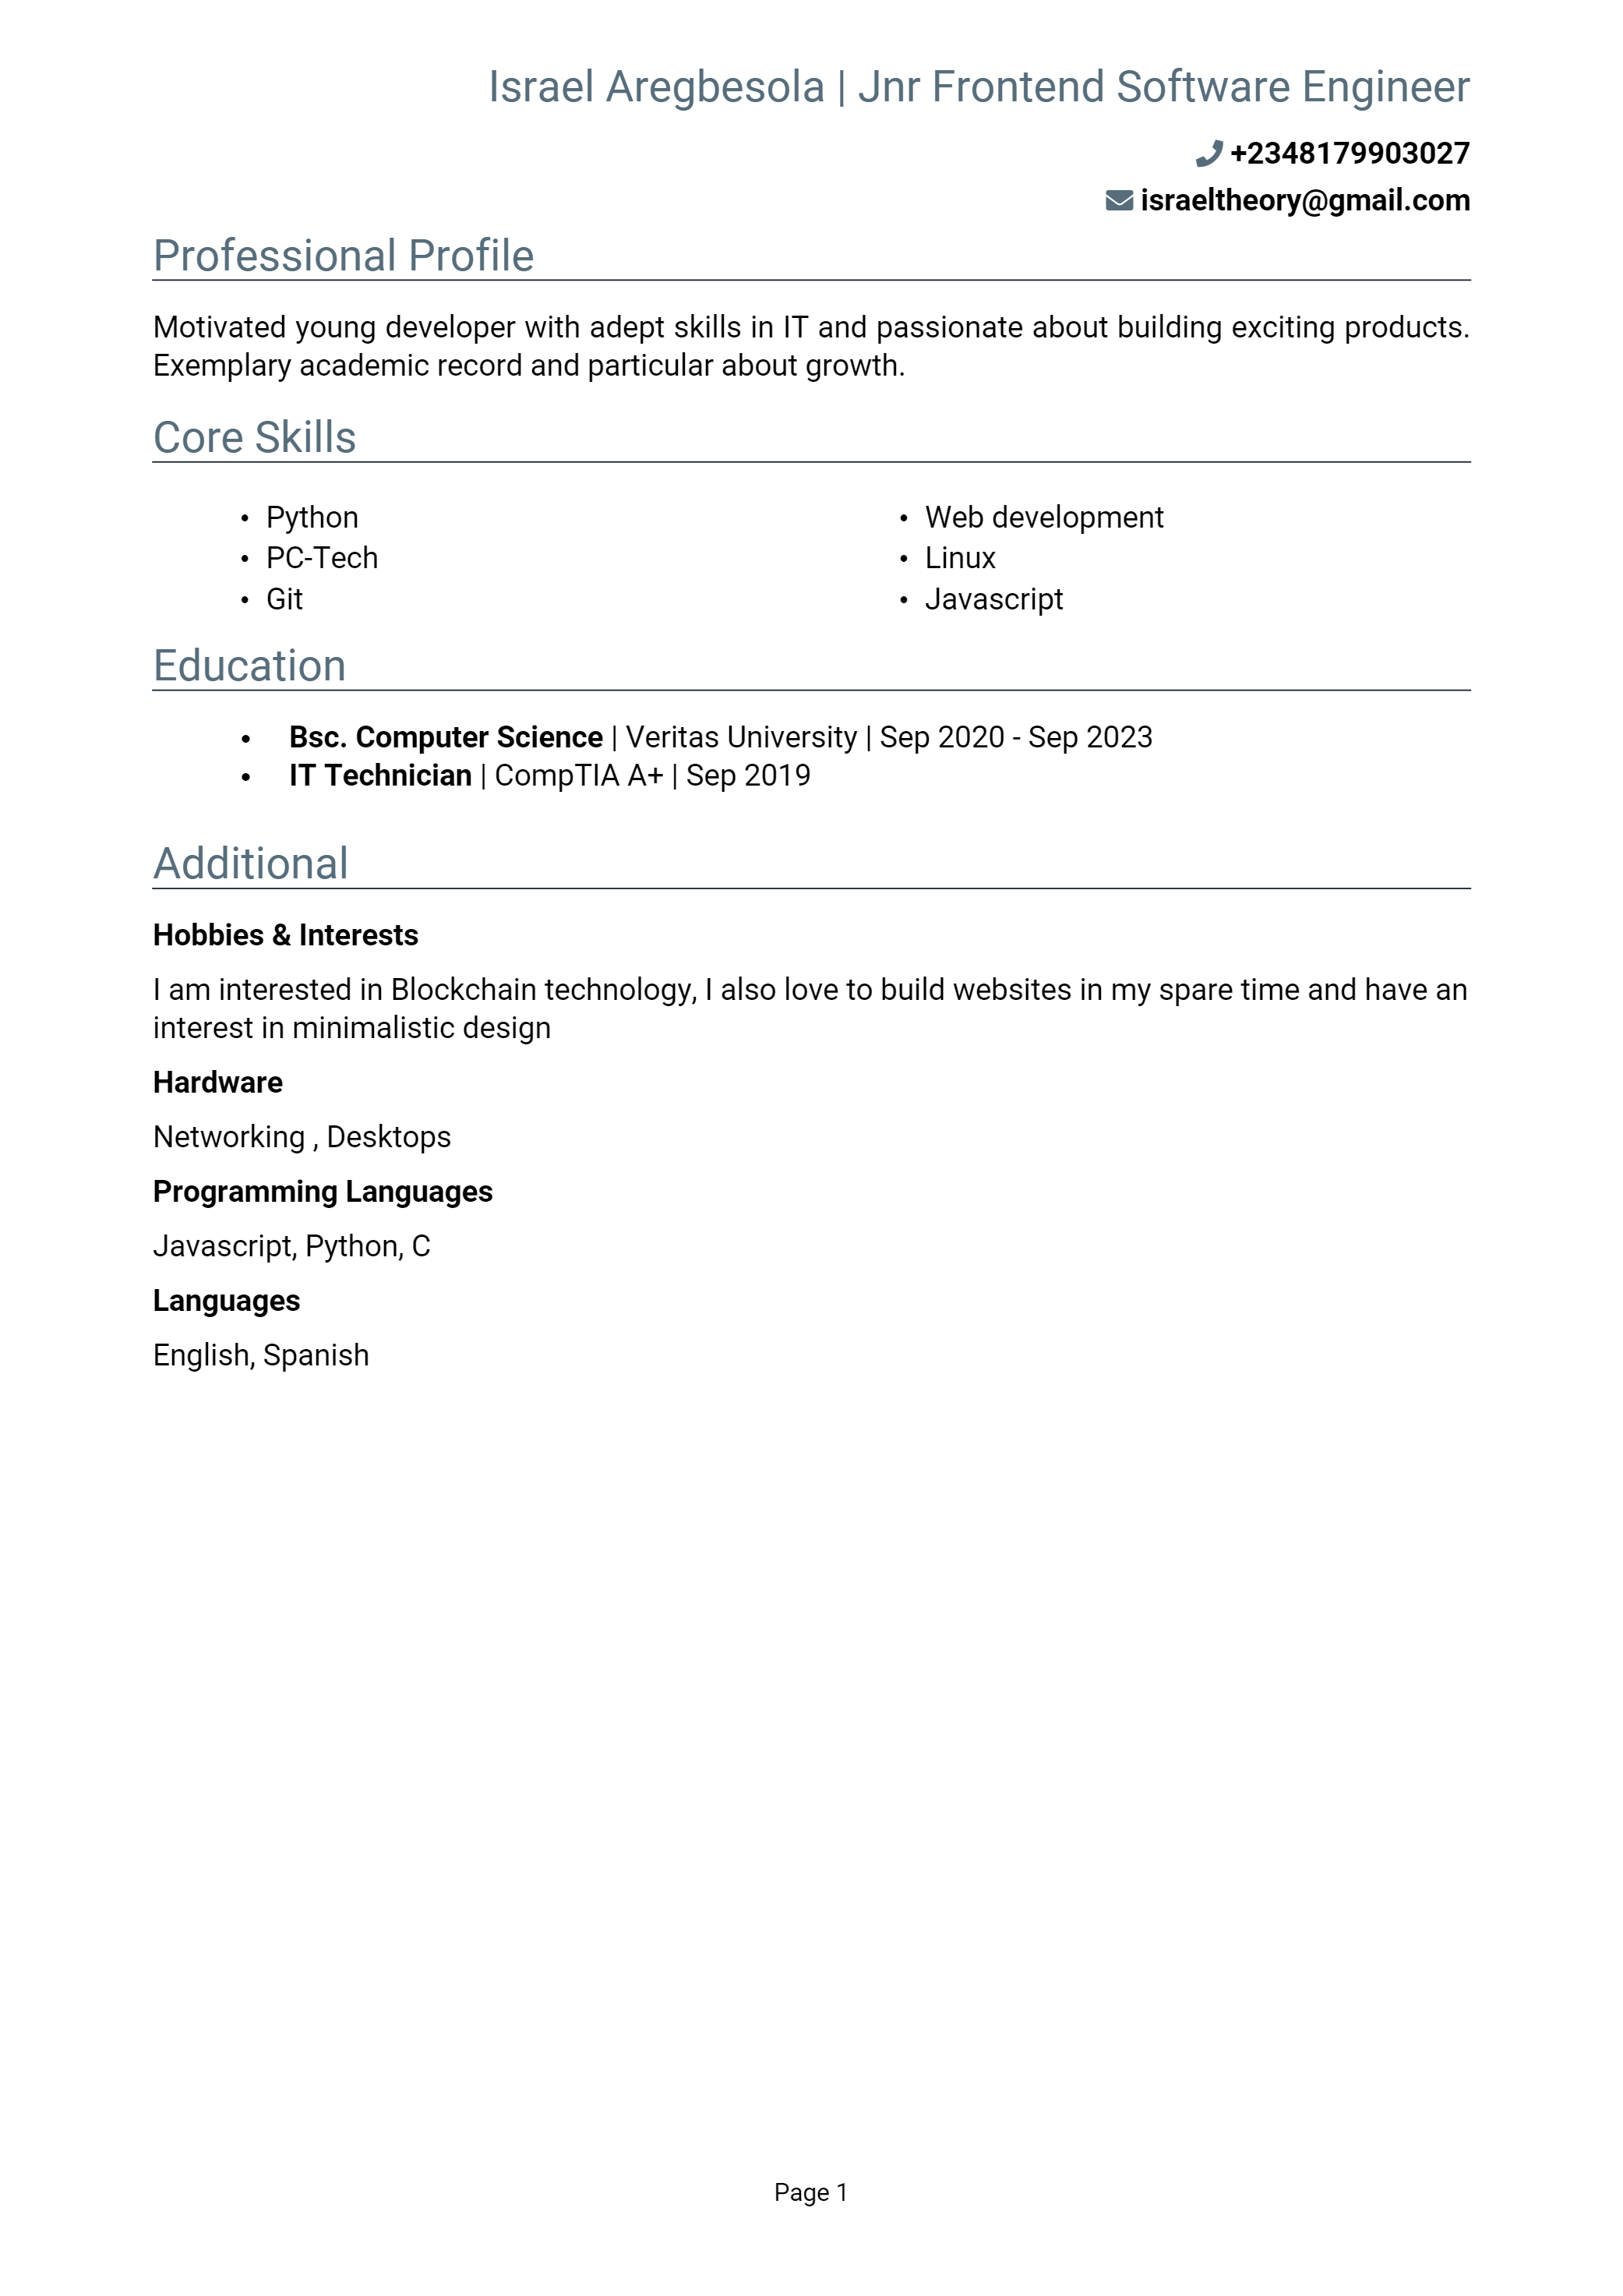 Israel Aregbesola | Jnr Frontend Software Engineer
+2348179903027
israeltheory@gmail.com
Professional Profile
Motivated young developer with adept skills in IT and passionate about building exciting products.
Exemplary academic record and particular about growth.
Core Skills
• Python
• PC-Tech
• Git
• Web development
• Linux
• Javascript
Education
• Bsc. Computer Science | Veritas University | Sep 2020 - Sep 2023
• IT Technician | CompTIA A+ | Sep 2019
Additional
Hobbies & Interests
I am interested in Blockchain technology, I also love to build websites in my spare time and have an
interest in minimalistic design
Hardware
Networking , Desktops
Programming Languages
Javascript, Python, C
Languages
English, Spanish
Page 1